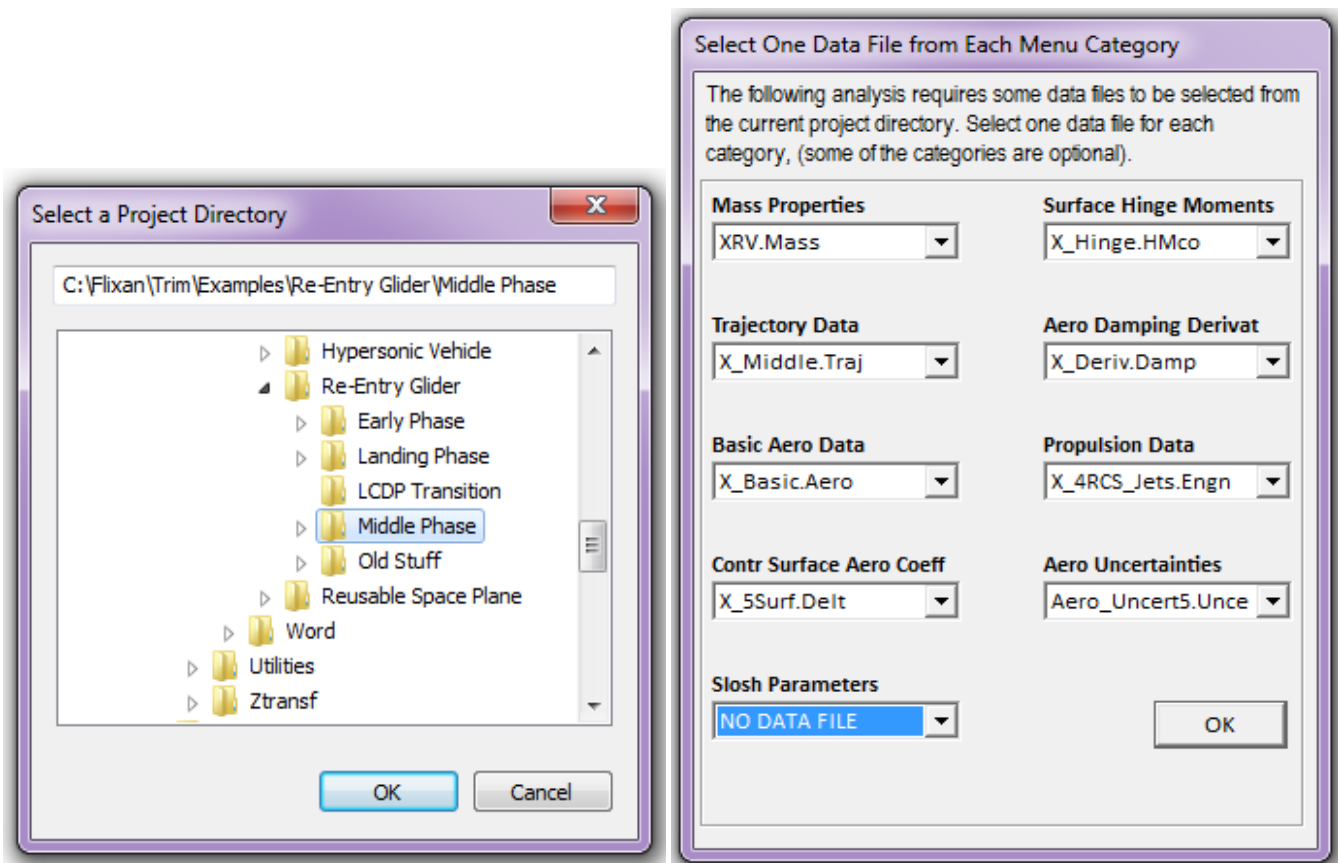 Select a Project Directory
X
C:\Flixan\Trim\Examples\Re-Entry Glider\Middle Phase
Hypersonic Vehicle
Re-Entry Glider
Early Phase
Landing Phase
LCDP Transition
Middle Phase
Old Stuff
Reusable Space Plane
Word
Utilities
Ztransf
OK Cancel
Select One Data File from Each Menu Category
The following analysis requires some data files to be selected from
the current project directory. Select one data file for each
category, (some of the categories are optional).
Mass Properties Surface Hinge Moments
XRV.Mass X_Hinge.HMco
Trajectory Data Aero Damping Derivat
X_Middle.Traj X_Deriv.Damp
Basic Aero Data Propulsion Data
X_Basic.Aero X_4RCS_Jets.Engn
Contr Surface Aero Coeff Aero Uncertainties
X_5Surf.Delt Aero_Uncert5.Unce
Slosh Parameters
NO DATA FILE OK